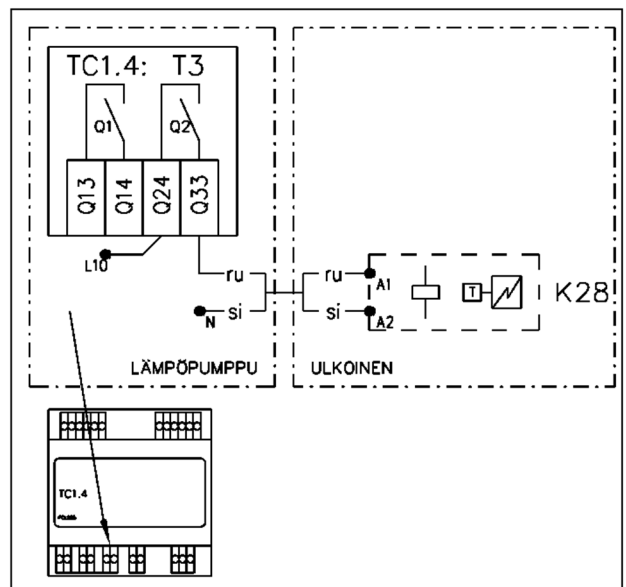 TC1.4: T3
Q1 Q2
Q13 Q14 Q24 Q33
L10
ru ru A1
N si si A2
K28
LÄMPÖPUMPPU ULKOINEN
T
TC1.4